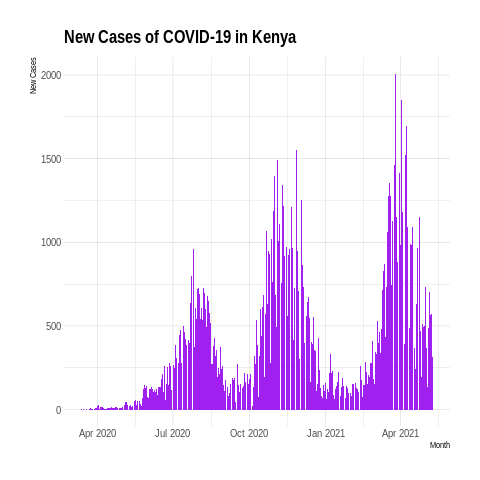 New Cases of COVID-19 in Kenya
New Cases
2000
1500
1000
500
0
Apr 2020
Jul 2020
Oct 2020
Jan 2021
Apr 2021
Month